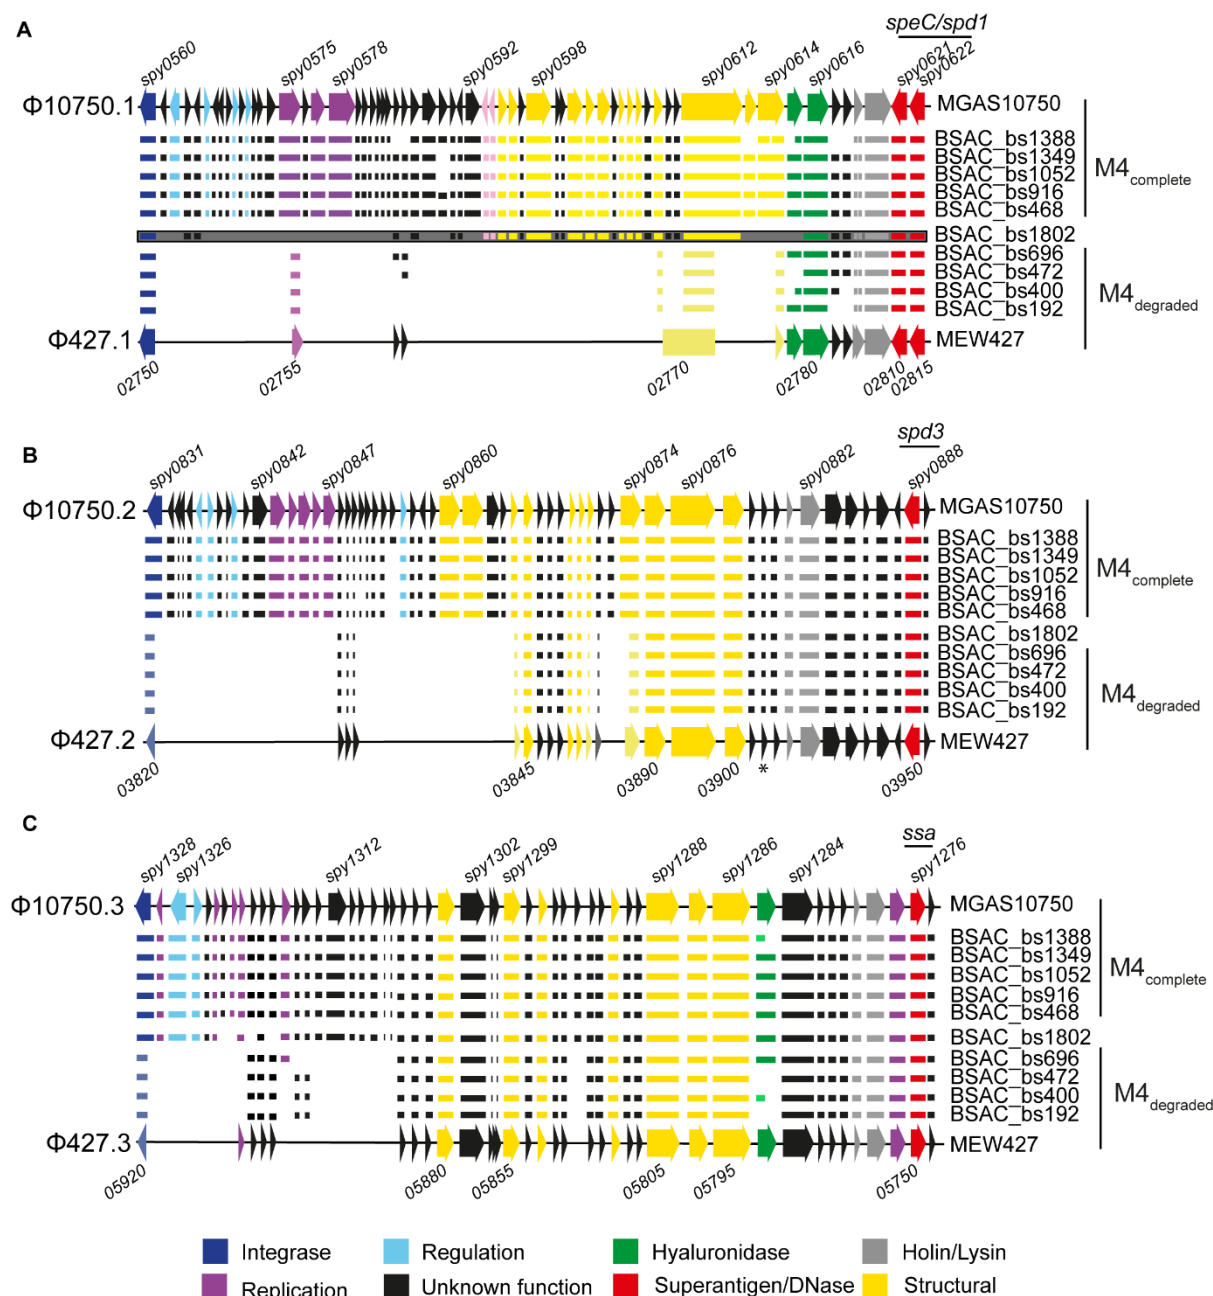 A
speC/spd1
spy0560 spy0575 spy0578 spy0592 spy0598 spy0612 spy0614 spy0616 spy0621 spy0622
Φ10750.1 MGAS10750
BSAC_bs1388
BSAC_bs1349
BSAC_bs1052
BSAC_bs916
BSAC_bs468
M4complete
BSAC_bs1802
BSAC_bs696
BSAC_bs472
BSAC_bs400
BSAC_bs192
M4degraded
Φ427.1 MEW427
02750 02755 02770 02780 02810 02815
B
spd3
spy0831 spy0842 spy0847 spy0860 spy0874 spy0876 spy0882 spy0888
Φ10750.2 MGAS10750
BSAC_bs1388
BSAC_bs1349
BSAC_bs1052
BSAC_bs916
BSAC_bs468
M4complete
BSAC_bs1802
BSAC_bs696
BSAC_bs472
BSAC_bs400
BSAC_bs192
M4degraded
Φ427.2 MEW427
03820 03845 03890 03900 * 03950
C
ssa
spy1328 spy1326 spy1312 spy1302 spy1299 spy1288 spy1286 spy1284 spy1276
Φ10750.3 MGAS10750
BSAC_bs1388
BSAC_bs1349
BSAC_bs1052
BSAC_bs916
BSAC_bs468
M4complete
BSAC_bs1802
BSAC_bs696
BSAC_bs472
BSAC_bs400
BSAC_bs192
M4degraded
Φ427.3 MEW427
05920 05880 05855 05805 05795 05750
Integrase Regulation Hyaluronidase Holin/Lysin
Replication Unknown function Superantigen/DNase Structural